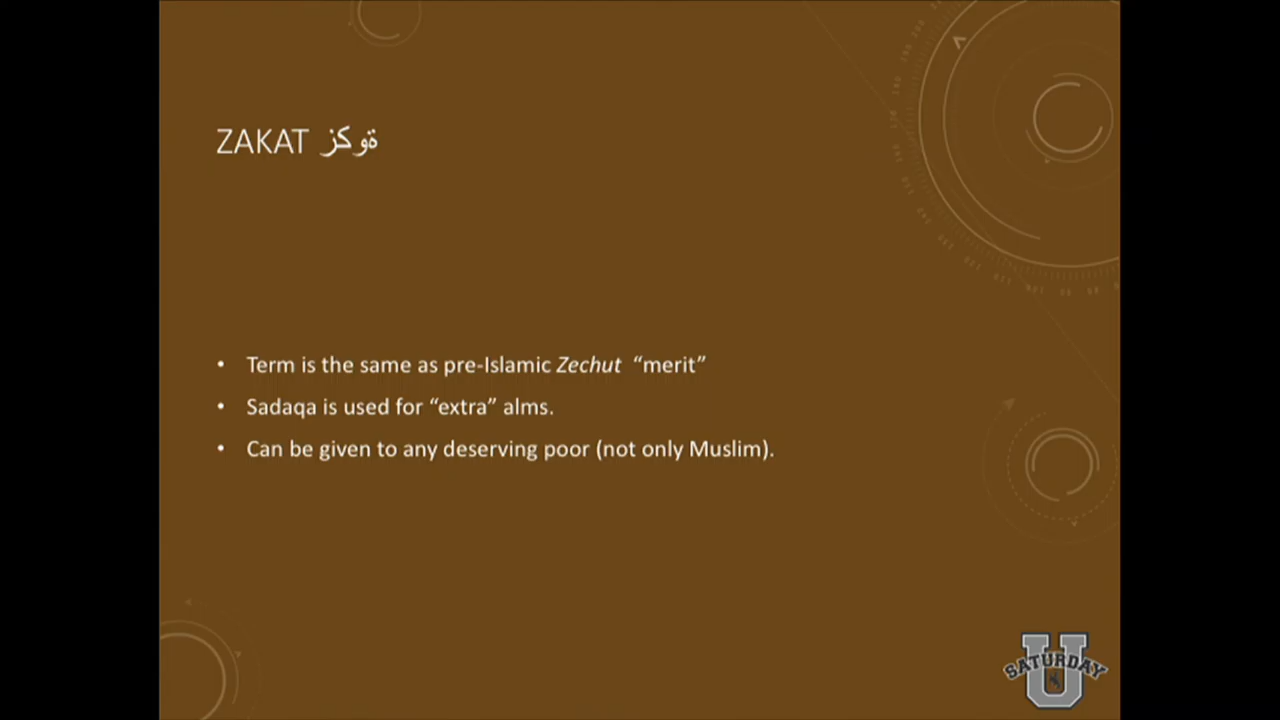 ZAKAT ةوكز
• Term is the same as pre-Islamic Zechut “merit”
• Sadaqa is used for “extra” alms.
• Can be given to any deserving poor (not only Muslim).
SATURDAY
U